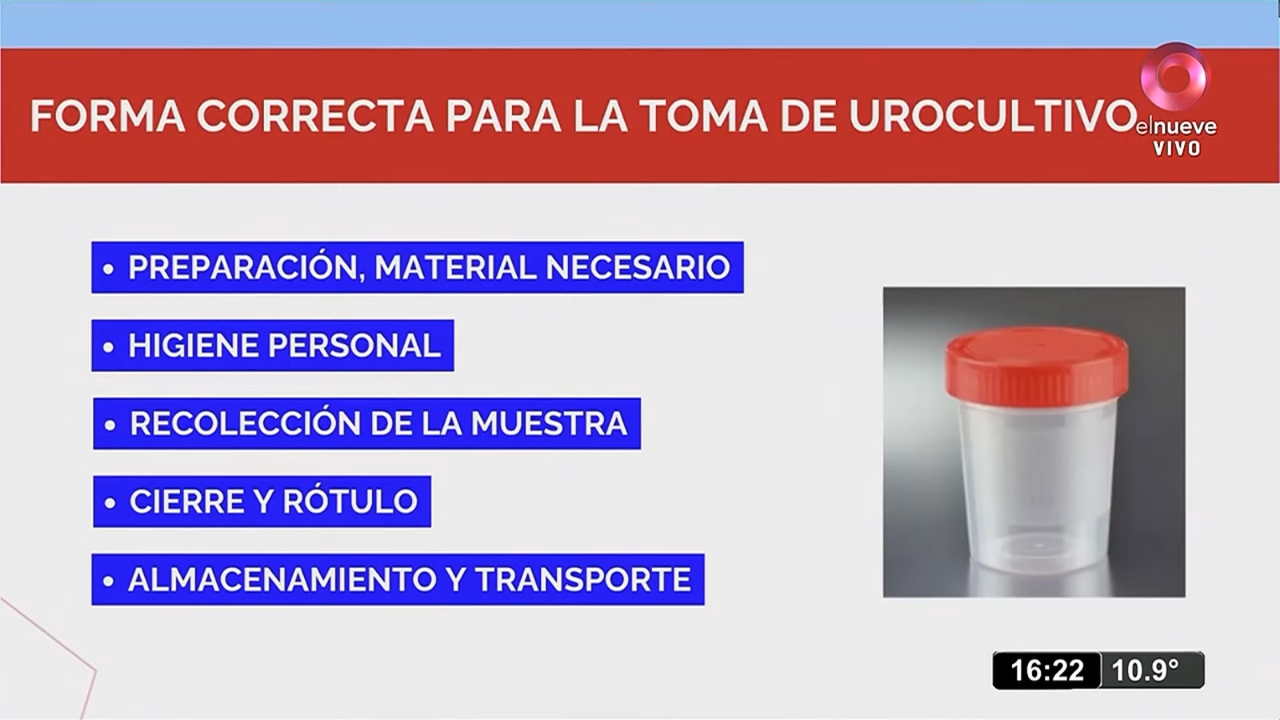 FORMA CORRECTA PARA LA TOMA DE UROCULTIVO
elnueve
VIVO
• PREPARACIÓN, MATERIAL NECESARIO
• HIGIENE PERSONAL
• RECOLECCIÓN DE LA MUESTRA
• CIERRE Y RÓTULO
• ALMACENAMIENTO Y TRANSPORTE
16:22 10.9°